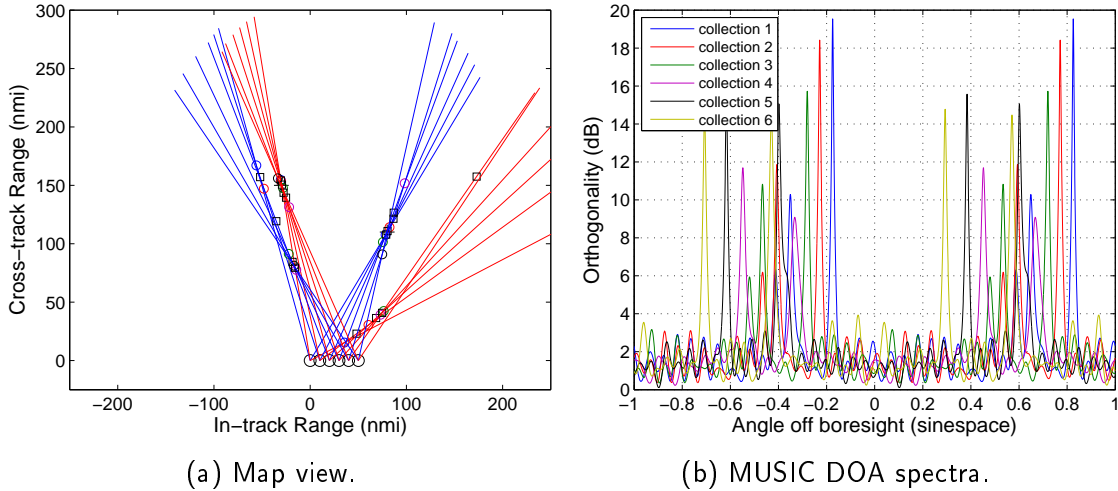 300
250
200
150
100
50
0
−200
−100
0
100
200
Cross−track Range (nmi)
In−track Range (nmi)
(a) Map view.
20
18
16
14
12
10
8
6
4
2
0
−1
−0.8
−0.6
−0.4
−0.2
0
0.2
0.4
0.6
0.8
1
Orthogonality (dB)
Angle off boresight (sinespace)
collection 1
collection 2
collection 3
collection 4
collection 5
collection 6
(b) MUSIC DOA spectra.